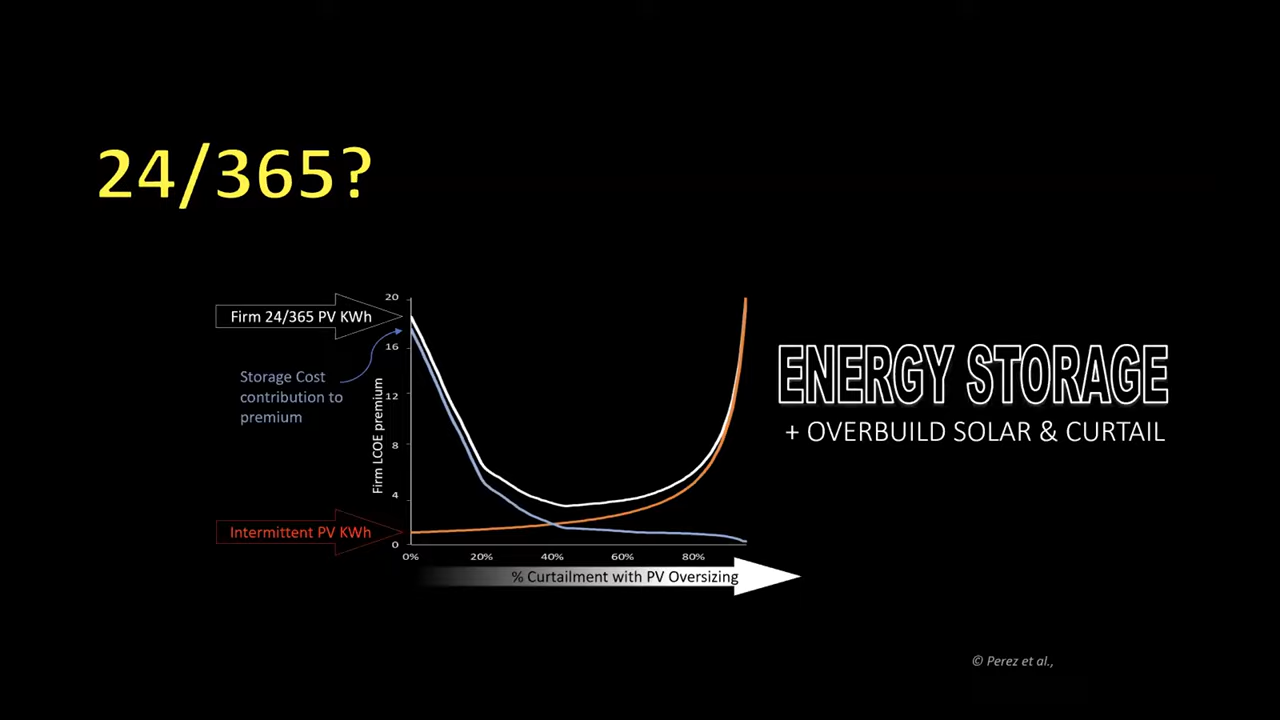 24/365?
20
Firm 24/365 PV KWh
16
Storage Cost
contribution to
premium
12
Firm LCOE premium
8
4
Intermittent PV KWh
0
0% 20% 40% 60% 80%
% Curtailment with PV Oversizing
ENERGY STORAGE
+ OVERBUILD SOLAR & CURTAIL
© Perez et al.,